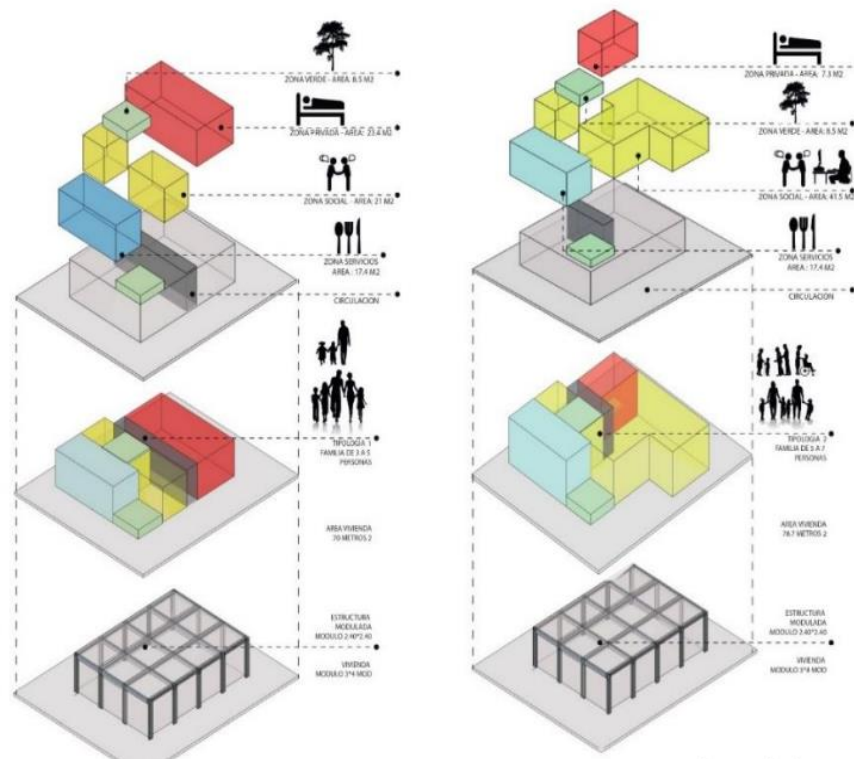 ZONA VERDE - AREA: 8.5 M2
ZONA PRIVADA - AREA: 23.4 M2
ZONA SOCIAL - AREA: 21 M2
ZONA SERVICIOS
AREA : 17.4 M2
CIRCULACION
TIPOLOGIA 1
FAMILIA DE 3 A 5
PERSONAS
AREA VIVIENDA
70 METROS 2
ESTRUCTURA
MODULADA
MODULO 2.40*2.40
VIVIENDA
MODULO 3*4 MOD
ZONA PRIVADA - AREA: 7.3 M2
ZONA VERDE - AREA: 8.5 M2
ZONA SOCIAL - AREA: 41.5 M2
ZONA SERVICIOS
AREA : 17.4 M2
CIRCULACION
TIPOLOGIA 2
FAMILIA DE 5 A 7
PERSONAS
AREA VIVIENDA
78.7 METROS 2
ESTRUCTURA
MODULADA
MODULO 2.40*2.40
VIVIENDA
MODULO 3*4 MOD